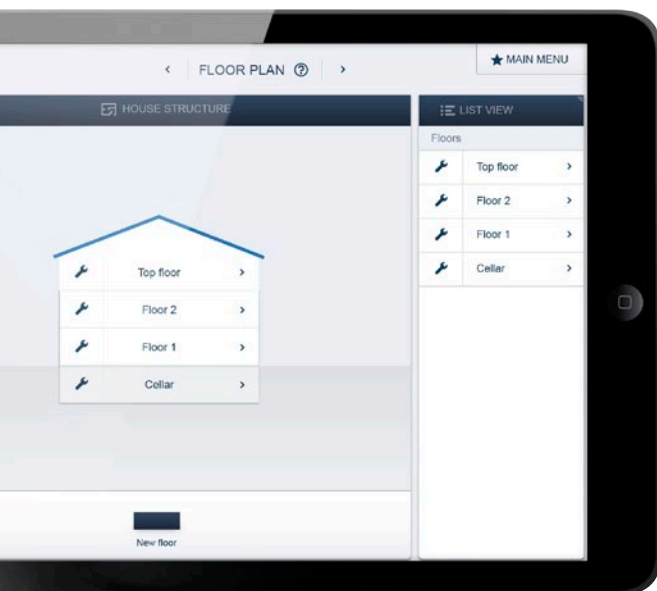 FLOOR PLAN ?
★ MAIN MENU
HOUSE STRUCTURE
LIST VIEW
Floors
Top floor
Floor 2
Floor 1
Cellar
Top floor
Floor 2
Floor 1
Cellar
New floor